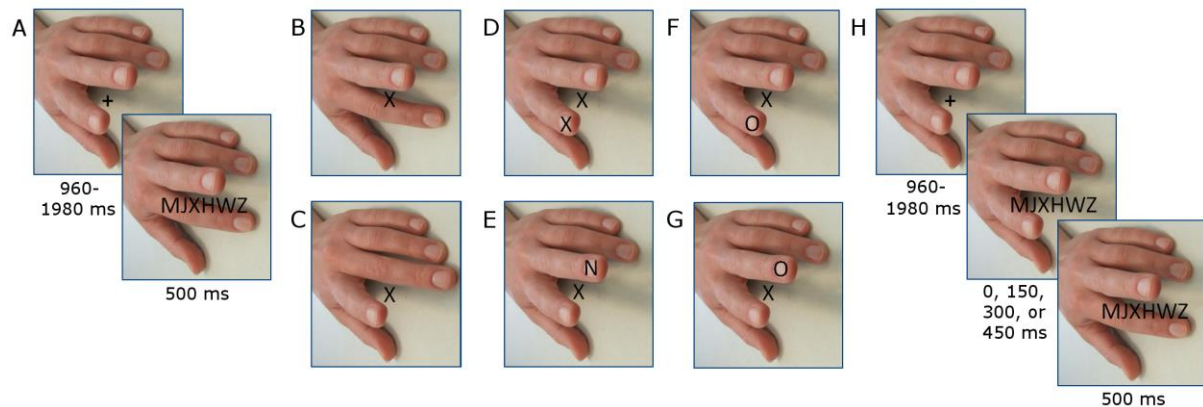 A
+
960-
1980 ms
MJXHWZ
500 ms
B
X
C
X
D
X
X
E
N
X
F
X
O
G
O
X
H
+
960-
1980 ms
MJXHWZ
0, 150,
300, or
450 ms
MJXHWZ
500 ms